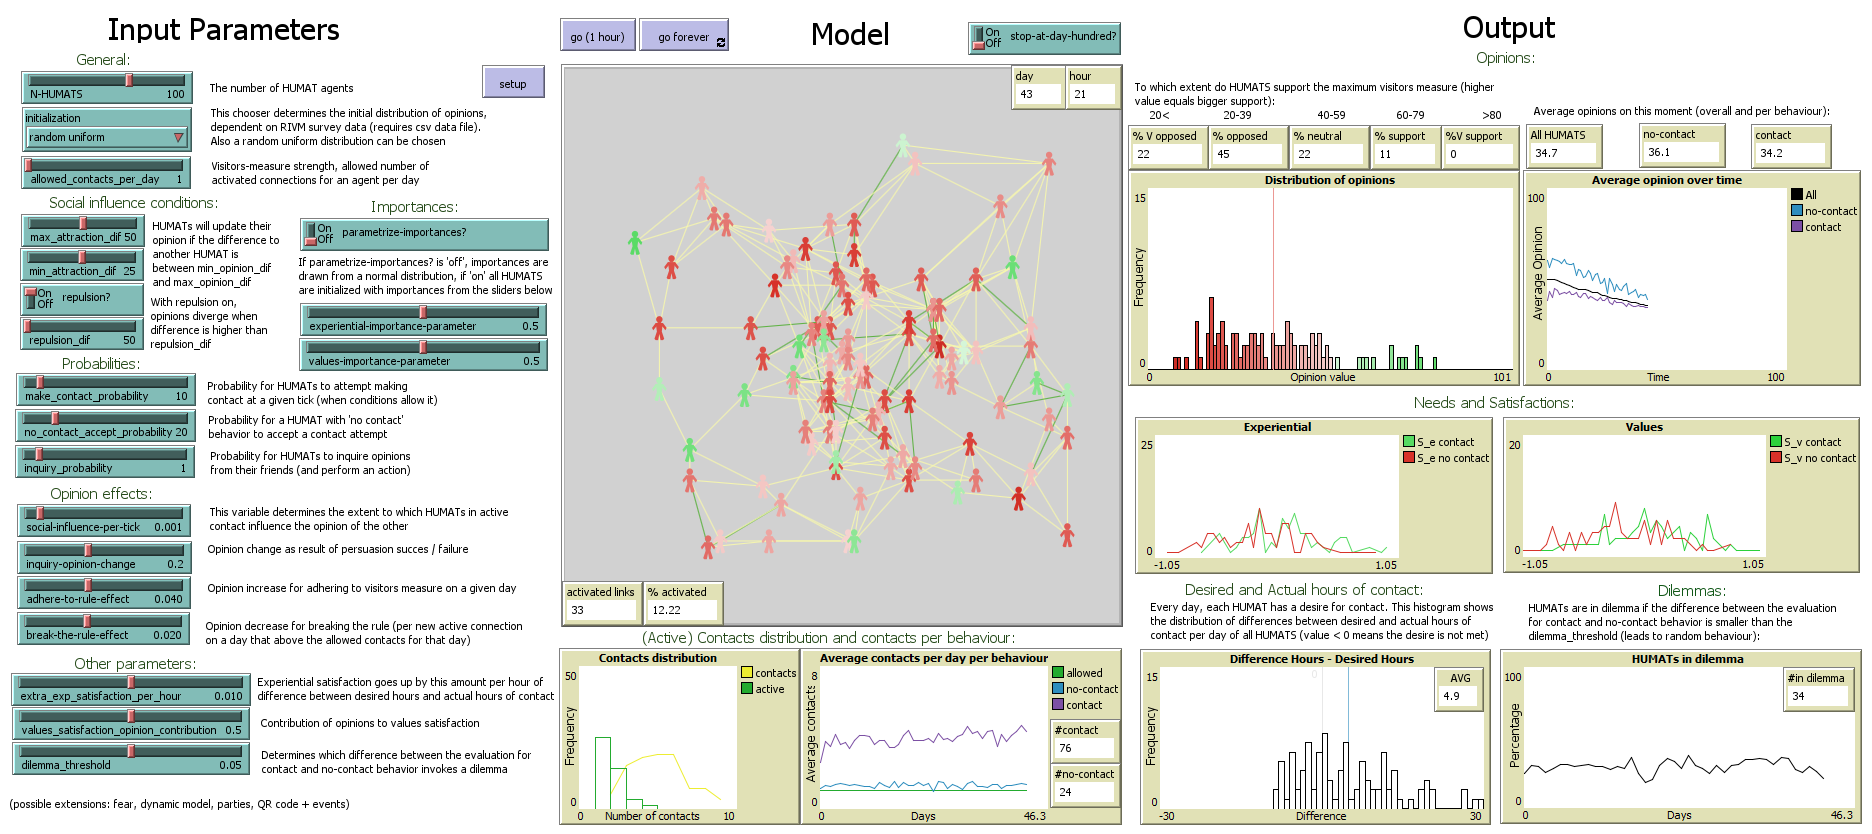 Input Parameters
General:
N-HUMATS 100
The number of HUMAT agents
setup
initialization
random uniform
This chooser determines the initial distribution of opinions,
dependent on RIVM survey data (requires csv data file).
Also a random uniform distribution can be chosen
allowed_contacts_per_day 1
Visitors-measure strength, allowed number of
activated connections for an agent per day
Social influence conditions:
max_attraction_dif 50
min_attraction_dif 25
On
Off
repulsion?
repulsion_dif 50
HUMATs will update their
opinion if the difference to
another HUMAT is
between min_opinion_dif
and max_opinion_dif
With repulsion on,
opinions diverge when
difference is higher than
repulsion_dif
Importances:
On
Off
parametrize-importances?
If parametrize-importances? is 'off', importances are
drawn from a normal distribution, if 'on' all HUMATS
are initialized with importances from the sliders below
experiential-importance-parameter 0.5
values-importance-parameter 0.5
Probabilities:
make_contact_probability 10
Probability for HUMATs to attempt making
contact at a given tick (when conditions allow it)
no_contact_accept_probability 20
Probability for a HUMAT with 'no contact'
behavior to accept a contact attempt
inquiry_probability 1
Probability for HUMATs to inquire opinions
from their friends (and perform an action)
Opinion effects:
social-influence-per-tick 0.001
This variable determines the extent to which HUMATs in active
contact influence the opinion of the other
inquiry-opinion-change 0.2
Opinion change as result of persuasion succes / failure
adhere-to-rule-effect 0.040
Opinion increase for adhering to visitors measure on a given day
break-the-rule-effect 0.020
Opinion decrease for breaking the rule (per new active connection
on a day that above the allowed contacts for that day)
Other parameters:
extra_exp_satisfaction_per_hour 0.010
Experiential satisfaction goes up by this amount per hour of
difference between desired hours and actual hours of contact
values_satisfaction_opinion_contribution 0.5
Contribution of opinions to values satisfaction
dilemma_threshold 0.05
Determines which difference between the evaluation for
contact and no-contact behavior invokes a dilemma
(possible extensions: fear, dynamic model, parties, QR code + events)
go (1 hour)
go forever
Model
On
Off
stop-at-day-hundred?
day
43
hour
21
activated links
33
% activated
12.22
(Active) Contacts distribution and contacts per behaviour:
Contacts distribution
50
Frequency
0
0
Number of contacts
10
contacts
active
Average contacts per day per behaviour
8
Average contacts
0
0
Days
46.3
allowed
no-contact
contact
#contact
76
#no-contact
24
Output
Opinions:
To which extent do HUMATS support the maximum visitors measure (higher
value equals bigger support):
20< 20-39 40-59 60-79 >80
% V opposed
22
% opposed
45
% neutral
22
% support
11
%V support
0
Average opinions on this moment (overall and per behaviour):
All HUMATS
34.7
no-contact
36.1
contact
34.2
Distribution of opinions
15
Frequency
0
0
Opinion value
101
Average opinion over time
100
Average Opinion
0
0
Time
100
All
no-contact
contact
Needs and Satisfactions:
Experiential
25
0
-1.05
1.05
S_e contact
S_e no contact
Values
20
0
-1.05
1.05
S_v contact
S_v no contact
Desired and Actual hours of contact:
Every day, each HUMAT has a desire for contact. This histogram shows
the distribution of differences between desired and actual hours of
contact per day of all HUMATS (value < 0 means the desire is not met)
Difference Hours - Desired Hours
15
Frequency
0
0
-30
Difference
30
AVG
4.9
Dilemmas:
HUMATs are in dilemma if the difference between the evaluation
for contact and no-contact behavior is smaller than the
dilemma_threshold (leads to random behaviour):
HUMATs in dilemma
100
Percentage
0
0
Days
46.3
#in dilemma
34